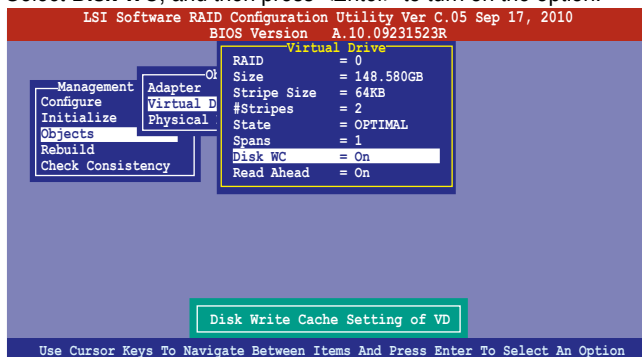 Select Disk WC, and then press <Enter> to turn on the option.
LSI Software RAID Configuration Utility Ver C.05 Sep 17, 2010
BIOS Version A.10.09231523R
Virtual Drive
RAID = 0
Size = 148.580GB
Stripe Size = 64KB
#Stripes = 2
State = OPTIMAL
Spans = 1
Disk WC = On
Read Ahead = On
Ob
Adapter
Virtual D
Physical
Management
Configure
Initialize
Objects
Rebuild
Check Consistency
Disk Write Cache Setting of VD
Use Cursor Keys To Navigate Between Items And Press Enter To Select An Option